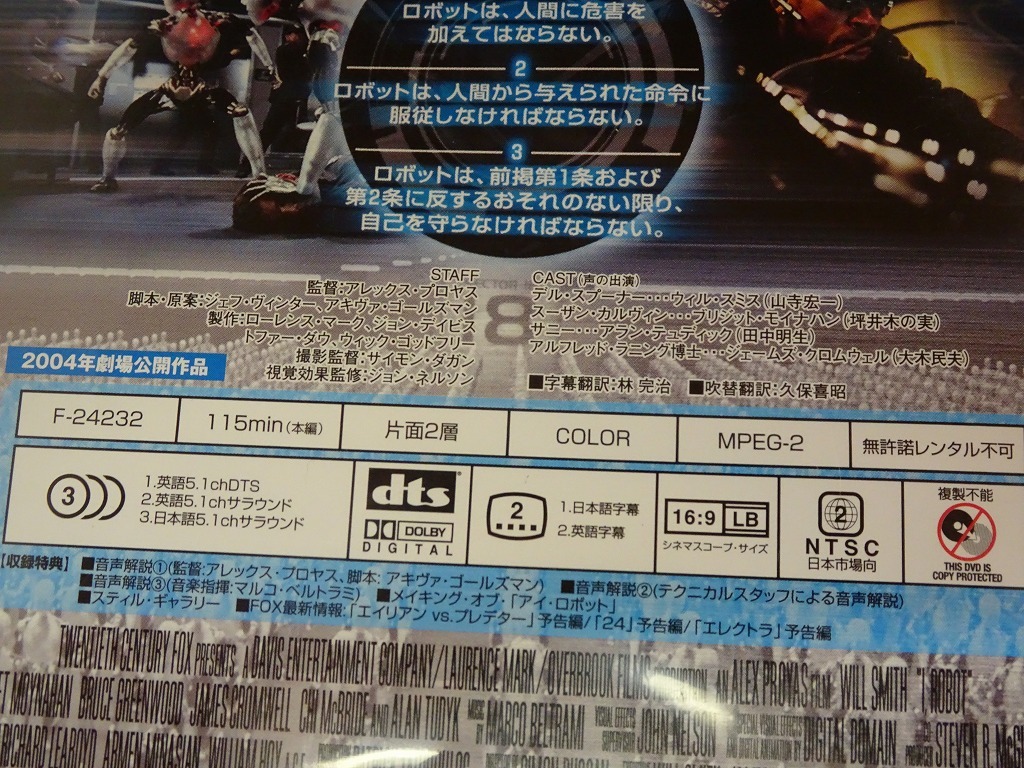 ロボットは、人間に危害を
加えてはならない。
2
ロボットは、人間から与えられた命令に
服従しなければならない。
3
ロボットは、前掲第1条および
第2条に反するおそれのない限り、
自己を守らなければならない。
STAFF
監督:アレックス・プロヤス
脚本・原案:ジェフ・ヴィンター、アキヴァ・ゴールズマン
製作:ローレンス・マーク、ジョン・デイビス
トファー・ダウ、ウィック・ゴッドフリー
撮影監督:サイモン・ダガン
視覚効果監修:ジョン・ネルソン
CAST(声の出演)
デル・スプーナー・・・ウィル・スミス(山寺宏一)
スーザン・カルヴィン・・・ブリジット・モイナハン(坪井木の実)
サニー・・・アラン・テュディック(田中明生)
アルフレッド・ラニング博士・・・ジェームズ・クロムウェル(大木民夫)
■字幕翻訳:林 完治 ■吹替翻訳:久保喜昭
8
2004年劇場公開作品
F-24232 115min(本編) 片面2層 COLOR MPEG-2 無許諾レンタル不可
3
1.英語5.1chDTS
2.英語5.1chサラウンド
3.日本語5.1chサラウンド
dts
DOLBY
DIGITAL
2
1.日本語字幕
2.英語字幕
16:9 LB
シネマスコープ・サイズ
2
NTSC
日本市場向
複製不能
THIS DVD IS
COPY PROTECTED
【収録特典】 ■音声解説①(監督:アレックス・プロヤス、脚本:アキヴァ・ゴールズマン) ■音声解説②(テクニカルスタッフによる音声解説)
■音声解説③(音楽指揮:マルコ・ベルトラミ) ■メイキング・オブ・「アイ・ロボット」
■スティル・ギャラリー ■FOX最新情報:「エイリアン vs.プレデター」予告編/「24」予告編/「エレクトラ」予告編
TWENTIETH CENTURY FOX PRESENTS A DAVIS ENTERTAINMENT COMPANY/LAURENCE MARK/OVERBROOK FILMS PRODUCTION AN ALEX PROYAS FILM WILL SMITH "I, ROBOT"
MOYNAHAN BRUCE GREENWOOD JAMES CROMWELL CHI McBRIDE AND ALAN TUDYK MUSIC BY MARCO BELTRAMI VISUAL EFFECTS SUPERVISOR JOHN NELSON SPECIAL VISUAL EFFECTS AND DIGITAL ANIMATION BY DIGITAL DOMAIN STEVEN R. McG